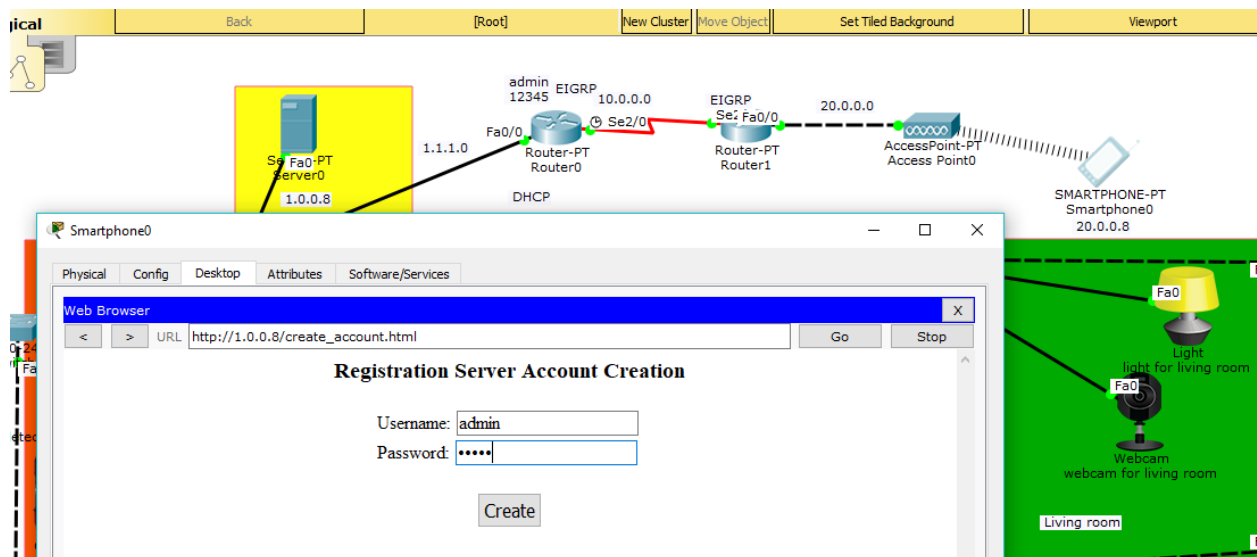 ical
Back
[Root]
New Cluster
Move Object
Set Tiled Background
Viewport
admin
12345
EIGRP
10.0.0.0
EIGRP
20.0.0.0
Fa0/0
Se2/0
Fa0/0
1.1.1.0
Router-PT
Router0
Router-PT
Router1
AccessPoint-PT
Access Point0
Fa0
-PT
Server0
1.0.0.8
DHCP
SMARTPHONE-PT
Smartphone0
20.0.0.8
Smartphone0
Physical
Config
Desktop
Attributes
Software/Services
Web Browser
X
<
>
URL
http://1.0.0.8/create_account.html
Go
Stop
Registration Server Account Creation
Username: admin
Password: •••••
Create
Fa0
Light
light for living room
Fa0
Webcam
webcam for living room
Living room